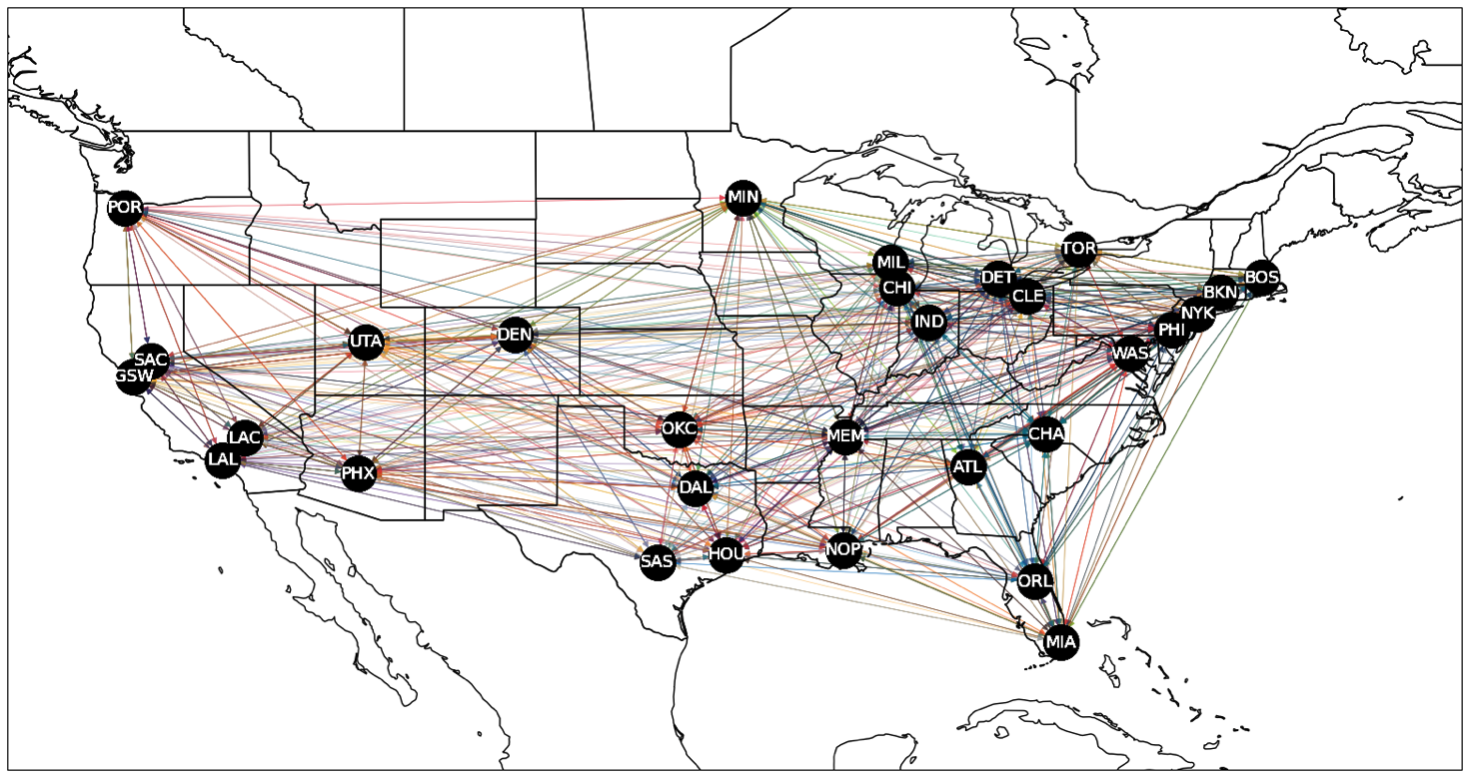 MIN
POR
TOR
MIL
DET
BOS
CHI
BKN
CLE
NYK
IND
PHI
DEN
UTA
WAS
SAC
GSW
OKC
CHA
MEM
LAC
LAL
ATL
PHX
DAL
NOP
HOU
SAS
ORL
MIA